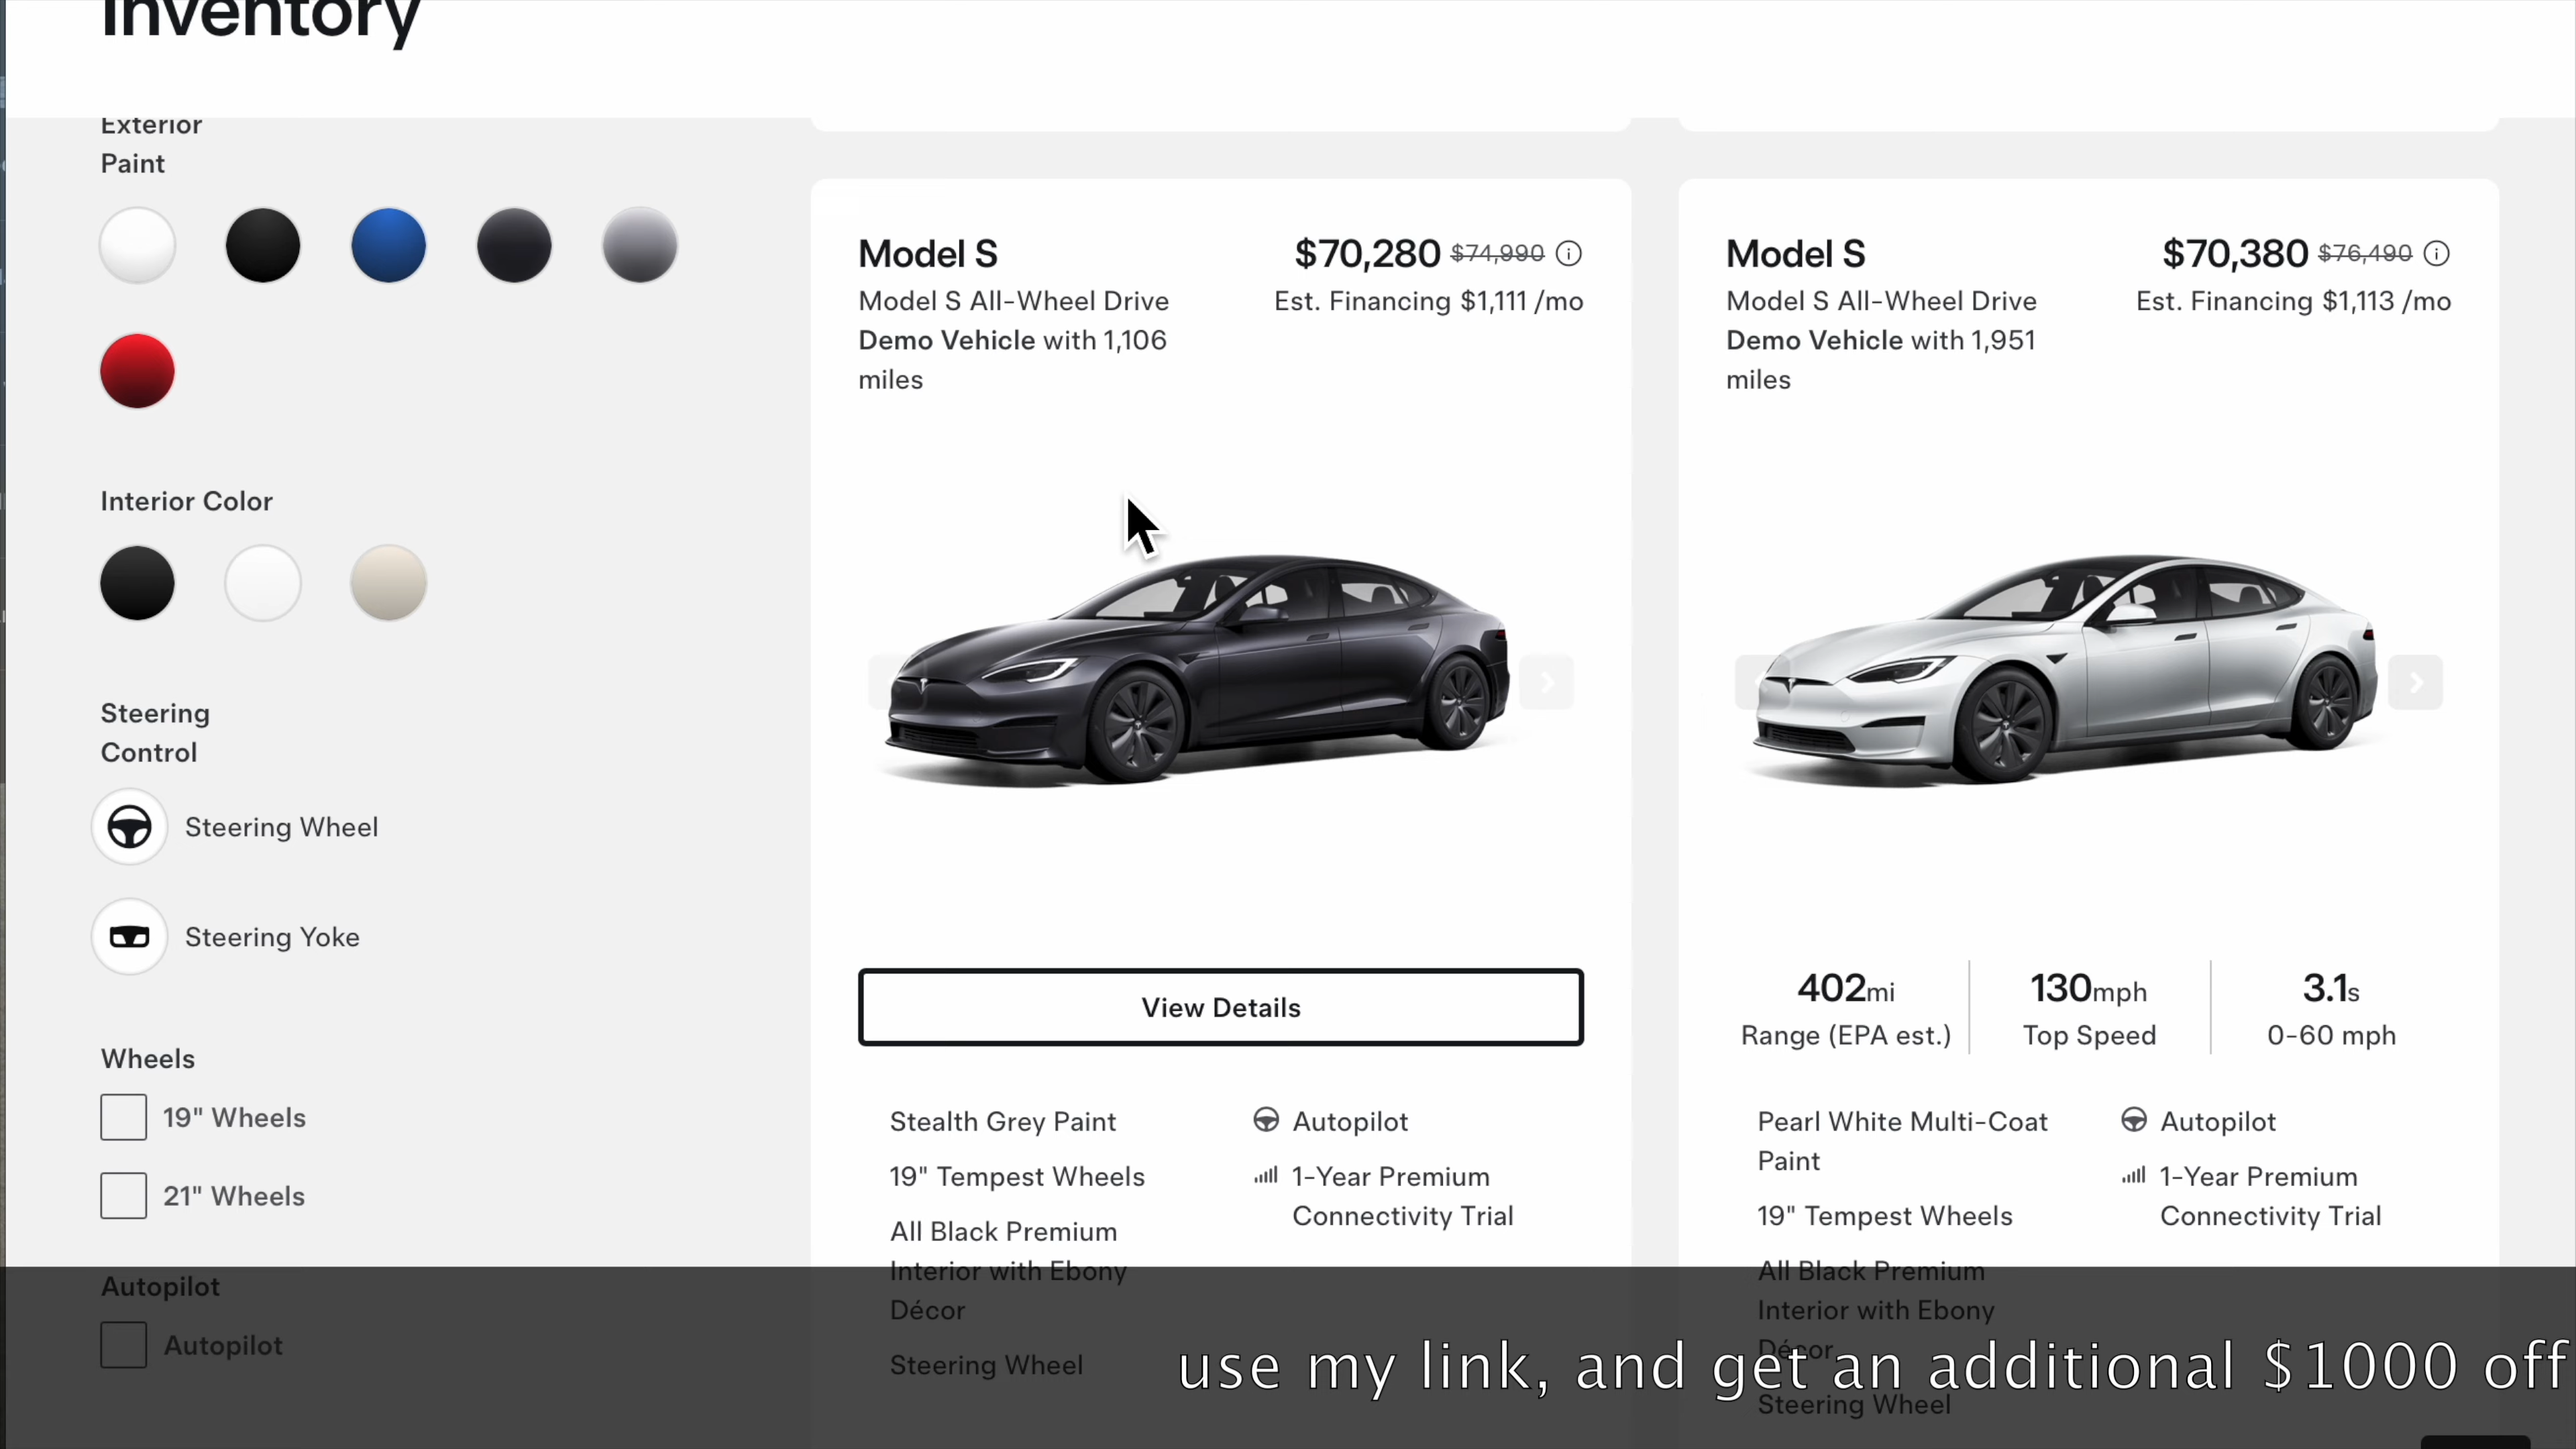 Inventory
Exterior
Paint
Interior Color
Steering
Control
Steering Wheel
Steering Yoke
Wheels
19" Wheels
21" Wheels
Autopilot
Autopilot
Model S
$70,280 $74,990
Model S All-Wheel Drive
Est. Financing $1,111 /mo
Demo Vehicle with 1,106
miles
View Details
Stealth Grey Paint
19" Tempest Wheels
All Black Premium
Interior with Ebony
Décor
Steering Wheel
Autopilot
1-Year Premium
Connectivity Trial
Model S
$70,380 $76,490
Model S All-Wheel Drive
Est. Financing $1,113 /mo
Demo Vehicle with 1,951
miles
402mi
Range (EPA est.)
130mph
Top Speed
3.1s
0-60 mph
Pearl White Multi-Coat
Paint
19" Tempest Wheels
All Black Premium
Interior with Ebony
Décor
Steering Wheel
Autopilot
1-Year Premium
Connectivity Trial
use my link, and get an additional $1000 off